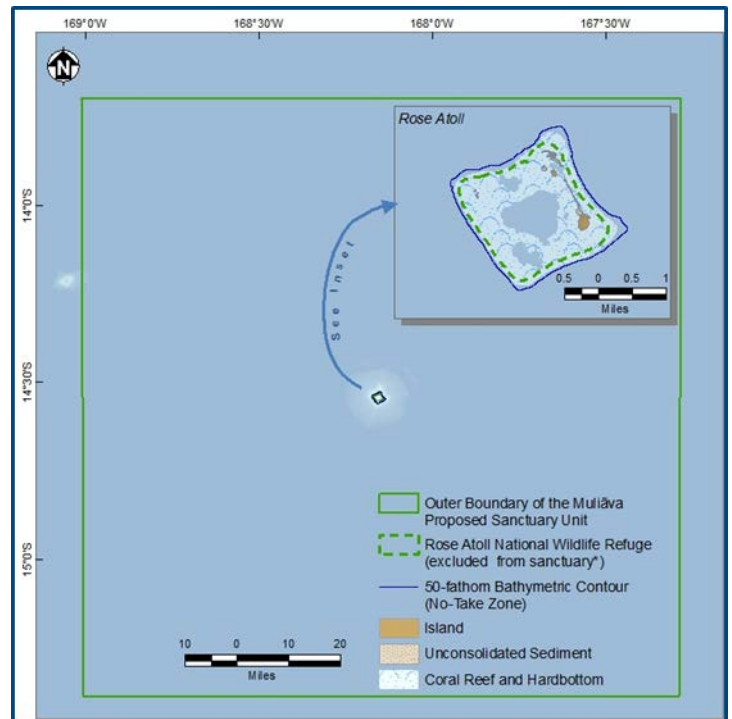 169°0'W
168°30'W
168°0'W
167°30'W
N
Rose Atoll
14°0'S
See Inset
0.5 0 0.5 1
Miles
14°30'S
Outer Boundary of the Muliāva
Proposed Sanctuary Unit
Rose Atoll National Wildlife Refuge
(excluded from sanctuary*)
50-fathom Bathymetric Contour
(No-Take Zone)
15°0'S
Island
10 0 10 20
Miles
Unconsolidated Sediment
Coral Reef and Hardbottom